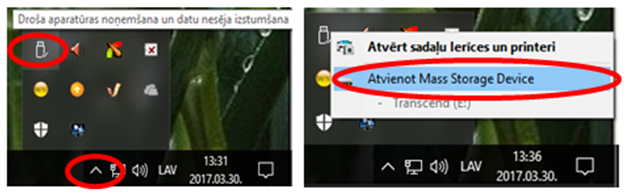 Droša aparatūras noņemšana un datu nesēja izstumšana
LAV
13:31
2017.03.30.
Atvērt sadaļu Ierīces un printeri
Atvienot Mass Storage Device
- Transcend (E:)
LAV
13:36
2017.03.30.